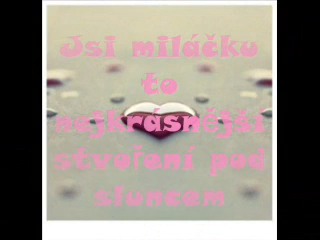 Jsi miláčku
to
nejkrásnější
stvoření pod
sluncem